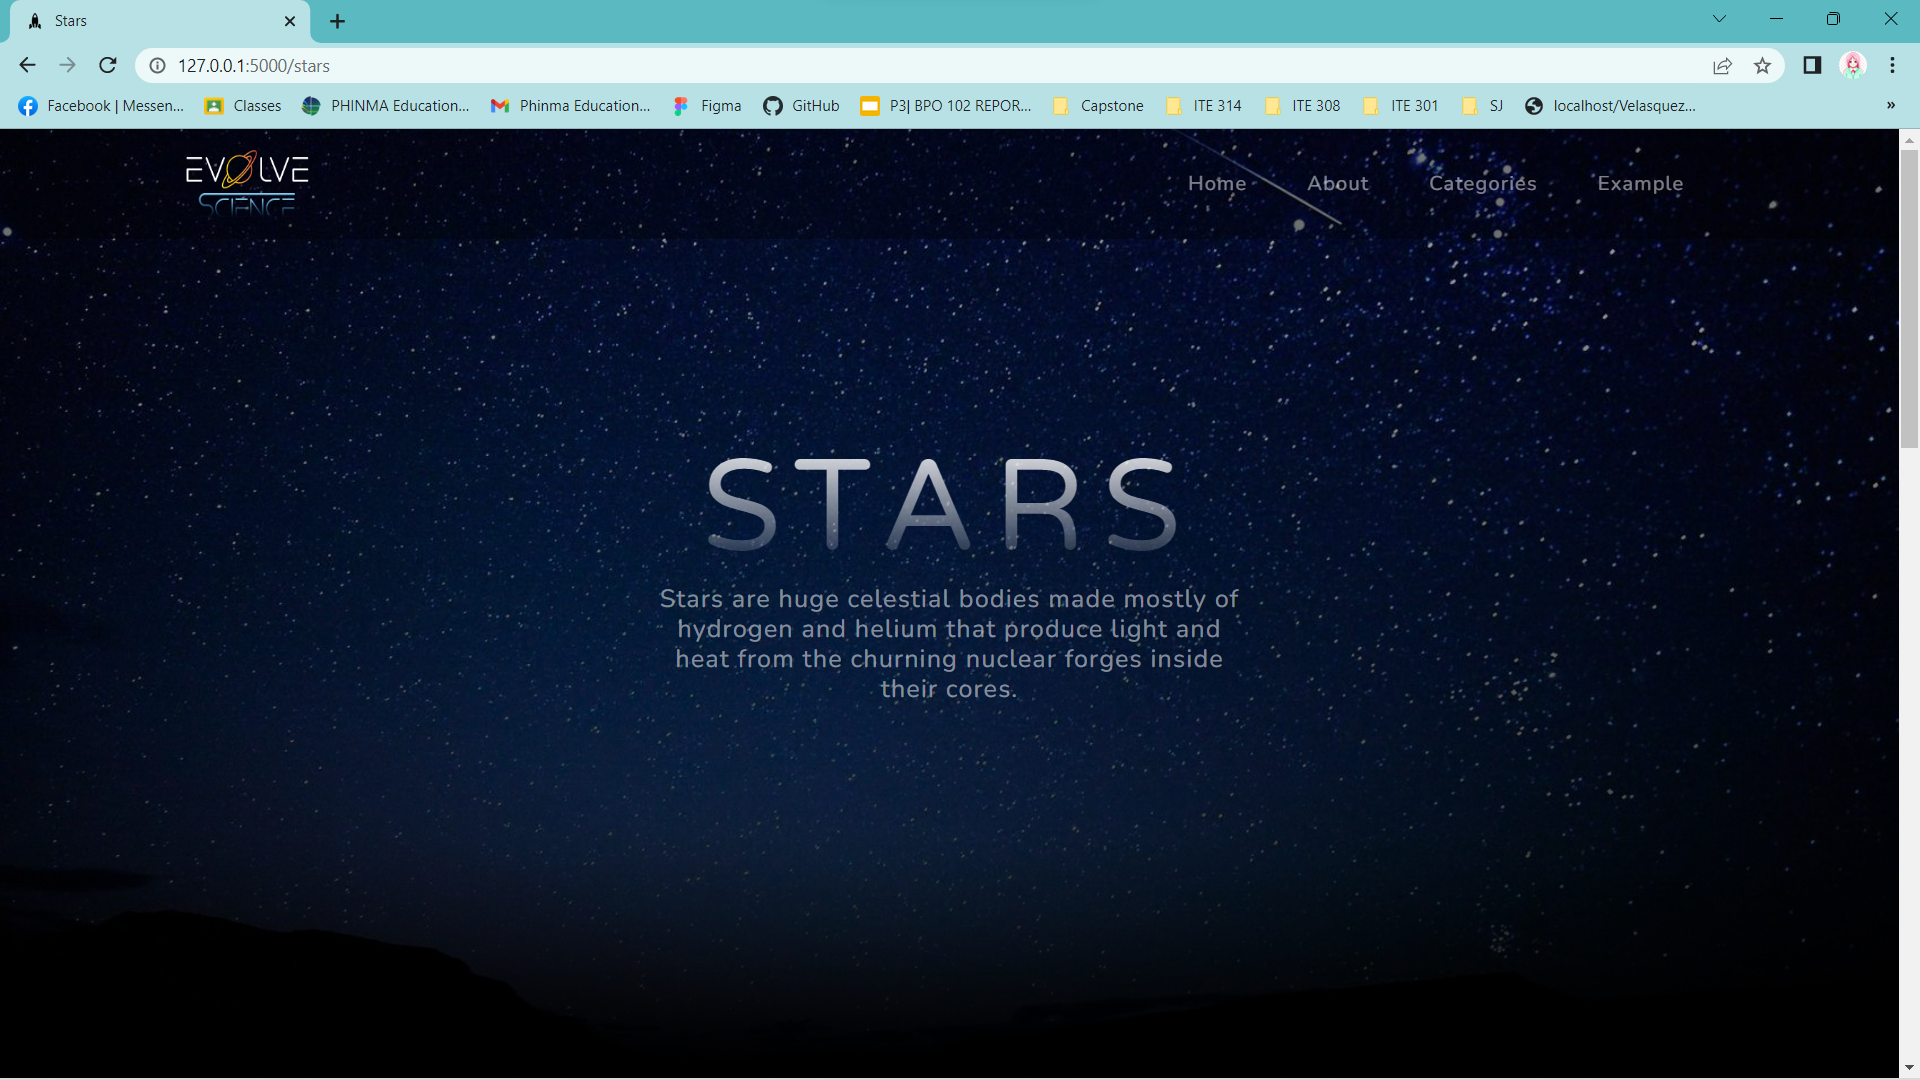 Stars
127.0.0.1:5000/stars
Facebook | Messen... Classes PHINMA Education... Phinma Education... Figma GitHub P3| BPO 102 REPOR... Capstone ITE 314 ITE 308 ITE 301 SJ localhost/Velasquez... »
EVOLVE
SCIENCE
Home About Categories Example
STARS
Stars are huge celestial bodies made mostly of
hydrogen and helium that produce light and
heat from the churning nuclear forges inside
their cores.